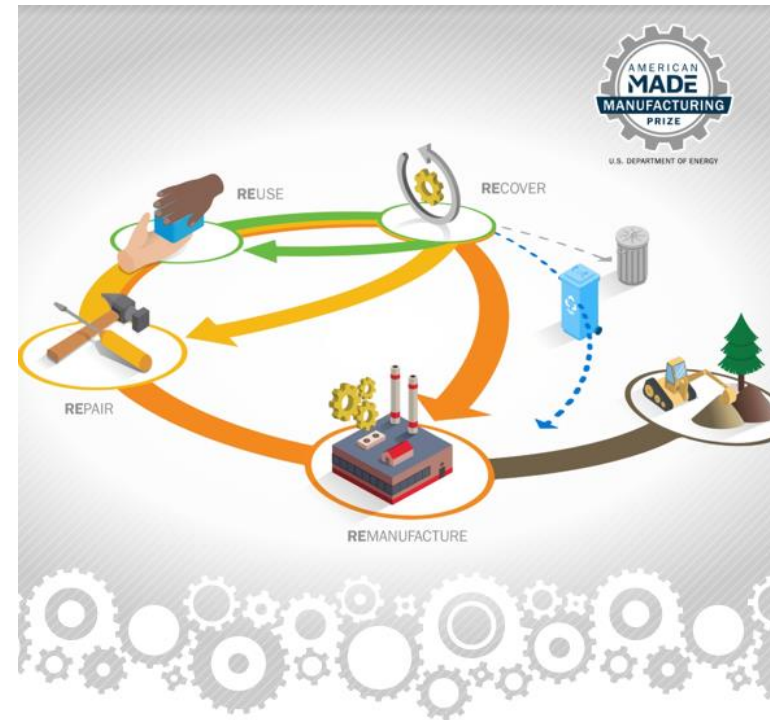 AMERICAN
MADE
MANUFACTURING
PRIZE
U.S. DEPARTMENT OF ENERGY
REUSE
RECOVER
REPAIR
REMANUFACTURE